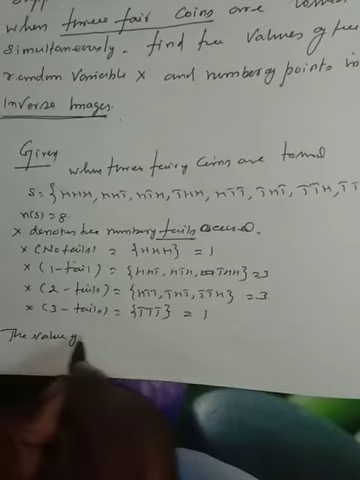 when three fair coins are tossed
simultaneously. find the values of the
random variable X and number of points in
Inverse Images.
Given when three fairy coins are tossed
S = {HHH, HHT, HTH, THH, HTT, THT, TTH, TT
n(s) = 8.
X denotes the number of tails occured.
X (No tails) = {HHH} = 1
X (1-tail) = {HHT, HTH, THH} = 3
X (2-tails) = {HTT, THT, TTH} = 3
X (3-tails) = {TTT} = 1
The value of